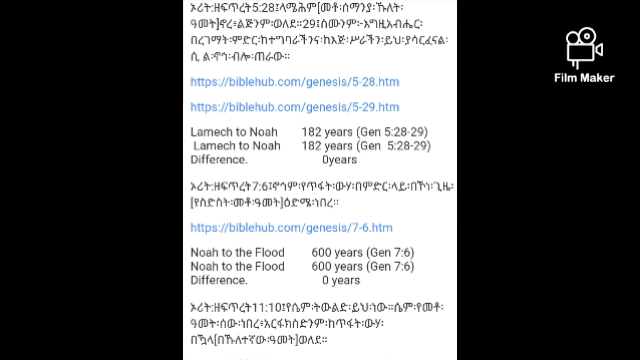 ኦሪት:ዘፍጥረት5:28፤ላሜሕም[መቶ፡ሰማንያ፡ኹለት፡
ዓመት]ኖረ፥ልጅንም፡ወለደ።29፤ስሙንም፦እግዚአብሔር፡
በረገማት፡ምድር፡ከተግባራችንና፡ከእጅ፡ሥራችን፡ይህ፡ያሳርፈናል፡
ሲ ል፡ኖኅ፡ብሎ፡ጠራው።
https://biblehub.com/genesis/5-28.htm
https://biblehub.com/genesis/5-29.htm
Lamech to Noah 182 years (Gen 5:28-29)
Lamech to Noah 182 years (Gen 5:28-29)
Difference. 0years
ኦሪት:ዘፍጥረት7:6፤ኖኅም፡የጥፋት፡ውሃ፡በምድር፡ላይ፡በኾነ፡ጊዜ፡
[የስድስት፡መቶ፡ዓመት]ዕድሜ፡ነበረ።
https://biblehub.com/genesis/7-6.htm
Noah to the Flood 600 years (Gen 7:6)
Noah to the Flood 600 years (Gen 7:6)
Difference. 0 years
ኦሪት:ዘፍጥረት11:10፤የሴም፡ትውልድ፡ይህ፡ነው።ሴም፡የመቶ፡
ዓመት፡ሰው፡ነበረ፥አርፋክስድንም፡ከጥፋት፡ውሃ፡
በዃላ[በኹለተኛው፡ዓመት]ወለደ።
Film Maker